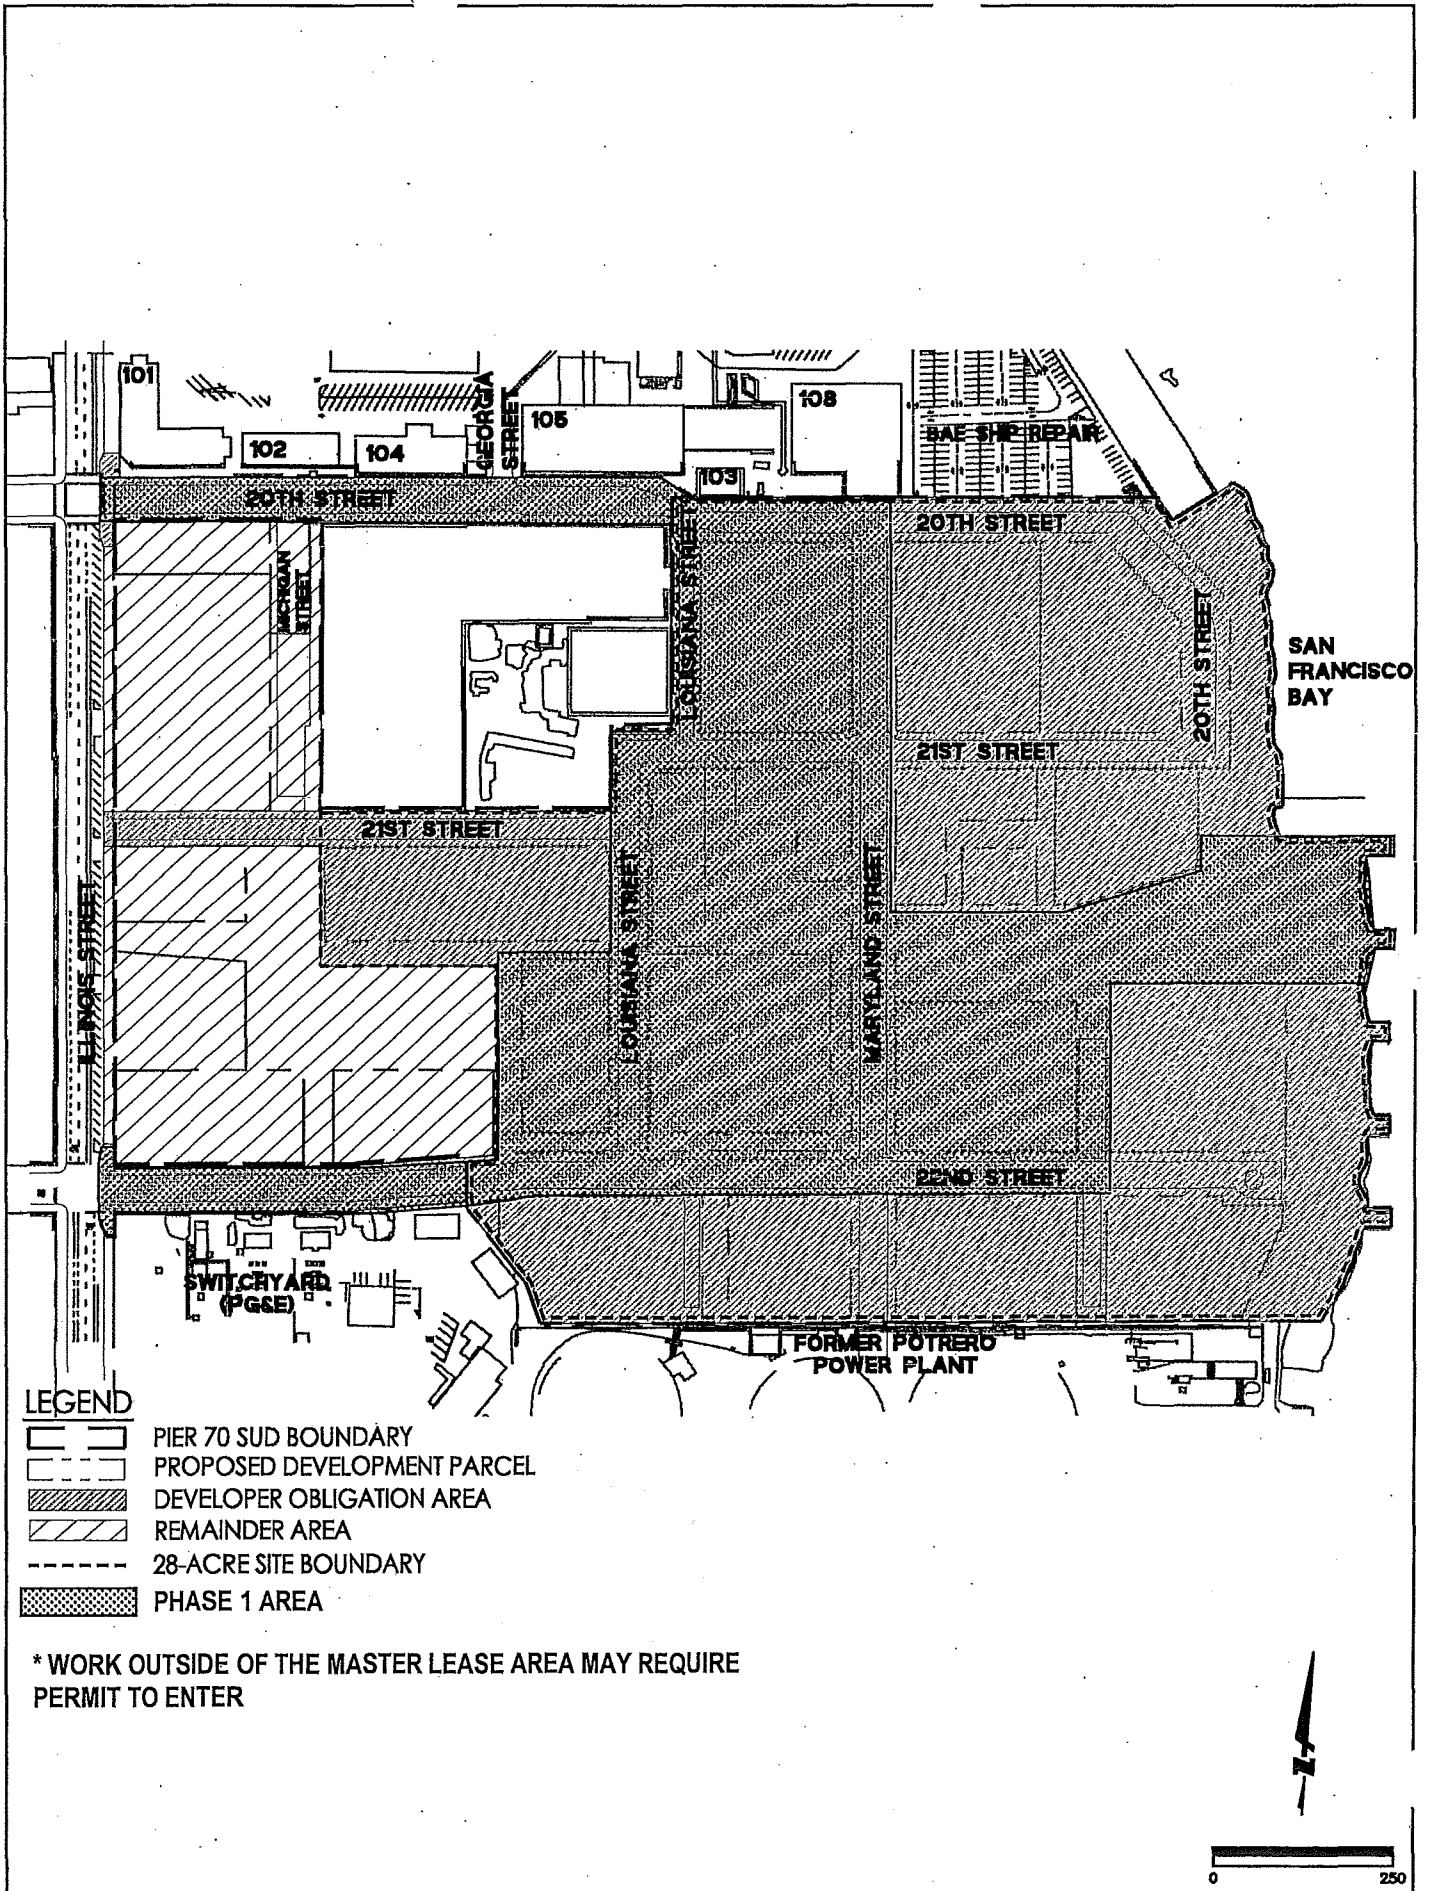 101
102
104
GEORGIA
STREET
105
103
108
BAE SHIP REPAIR
20TH STREET
20TH STREET
MICHIGAN
STREET
LOUISIANA STREET
20TH STREET
SAN
FRANCISCO
BAY
21ST STREET
21ST STREET
ILLINOIS STREET
LOUISIANA STREET
MARYLAND STREET
22ND STREET
SWITCHYARD
(PG&E)
FORMER POTRERO
POWER PLANT
LEGEND
PIER 70 SUD BOUNDARY
PROPOSED DEVELOPMENT PARCEL
DEVELOPER OBLIGATION AREA
REMAINDER AREA
28-ACRE SITE BOUNDARY
PHASE 1 AREA
* WORK OUTSIDE OF THE MASTER LEASE AREA MAY REQUIRE
PERMIT TO ENTER
Z
0 250